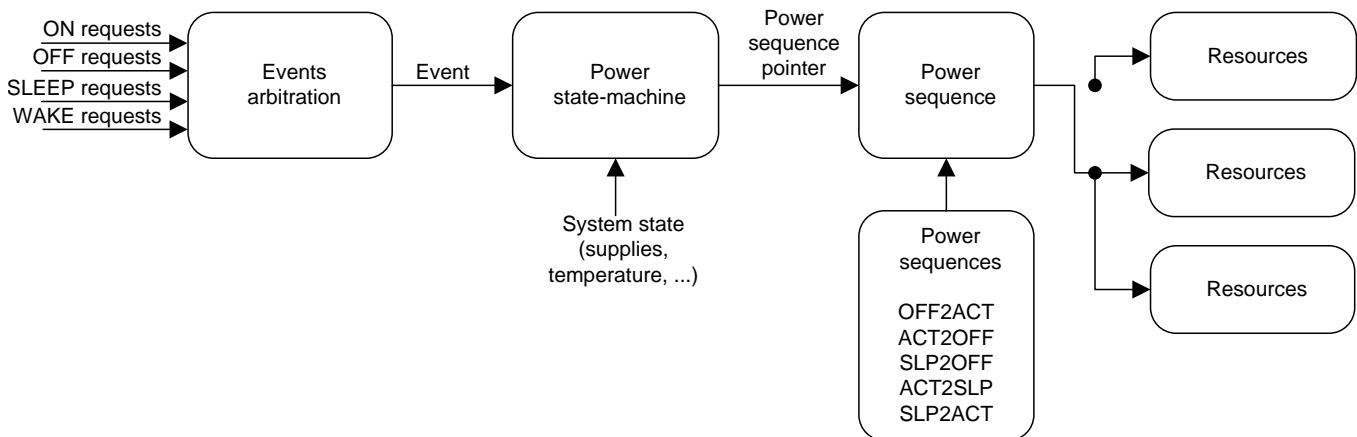 ON requests
OFF requests
SLEEP requests
WAKE requests
Events
arbitration
Event
Power
state-machine
System state
(supplies,
temperature, ...)
Power
sequence
pointer
Power
sequence
Power
sequences
OFF2ACT
ACT2OFF
SLP2OFF
ACT2SLP
SLP2ACT
Resources
Resources
Resources